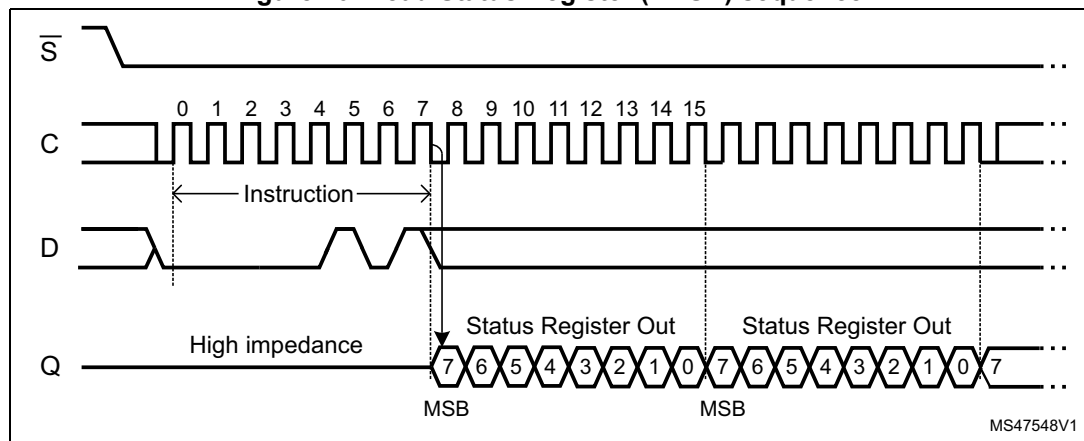 S
0 1 2 3 4 5 6 7 8 9 10 11 12 13 14 15
C
Instruction
D
High impedance
Status Register Out
Status Register Out
Q
7 6 5 4 3 2 1 0 7 6 5 4 3 2 1 0 7
MSB
MSB
MS47548V1